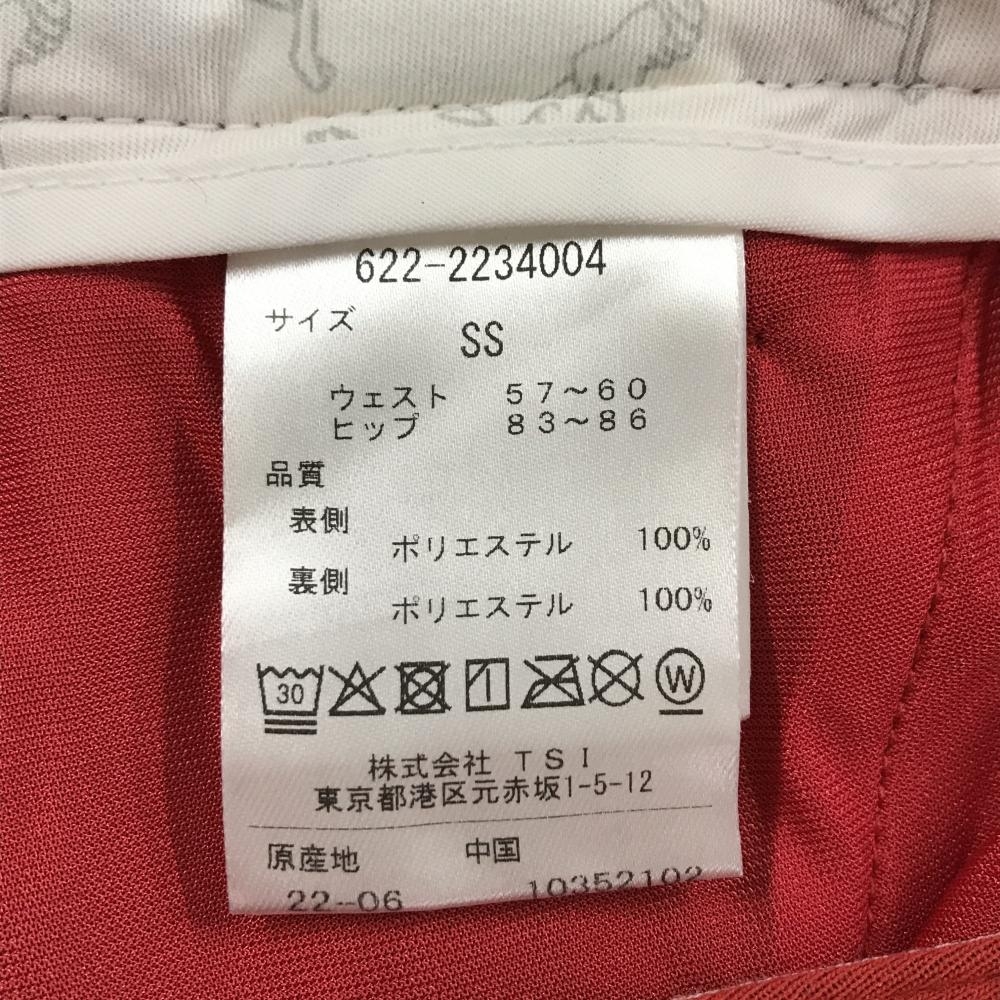 622-2234004
サイズ
SS
ウェスト 57～60
ヒップ 83～86
品質
表側
ポリエステル 100%
裏側
ポリエステル 100%
30 W
株式会社 TSI
東京都港区元赤坂1-5-12
原産地 中国
22-06 10352102